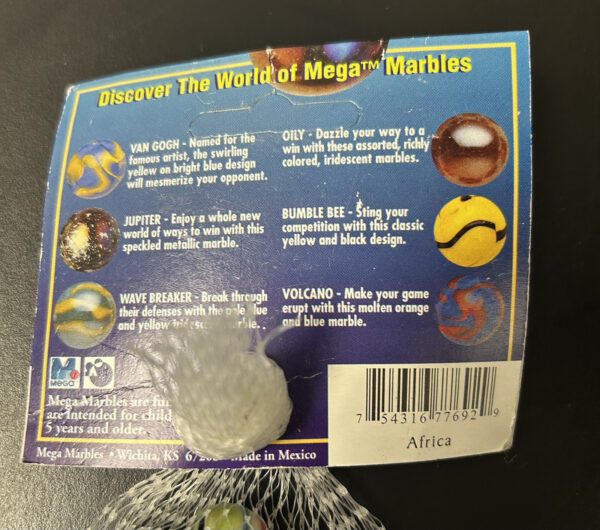 Discover The World of Mega™ Marbles
VAN GOGH - Named for the
famous artist, the swirling
yellow on bright blue design
will mesmerize your opponent.
OILY - Dazzle your way to a
win with these assorted, richly
colored, iridescent marbles.
JUPITER - Enjoy a whole new
world of ways to win with this
speckled metallic marble.
BUMBLE BEE - Sting your
competition with this classic
yellow and black design.
WAVE BREAKER - Break through
their defenses with the pale blue
and yellow iridescent marble.
VOLCANO - Make your game
erupt with this molten orange
and blue marble.
MEGA
Mega Marbles are
are intended for
5 years and older.
Mega Marbles • Wichita, KS Made in Mexico
7 54316 77692 9
Africa